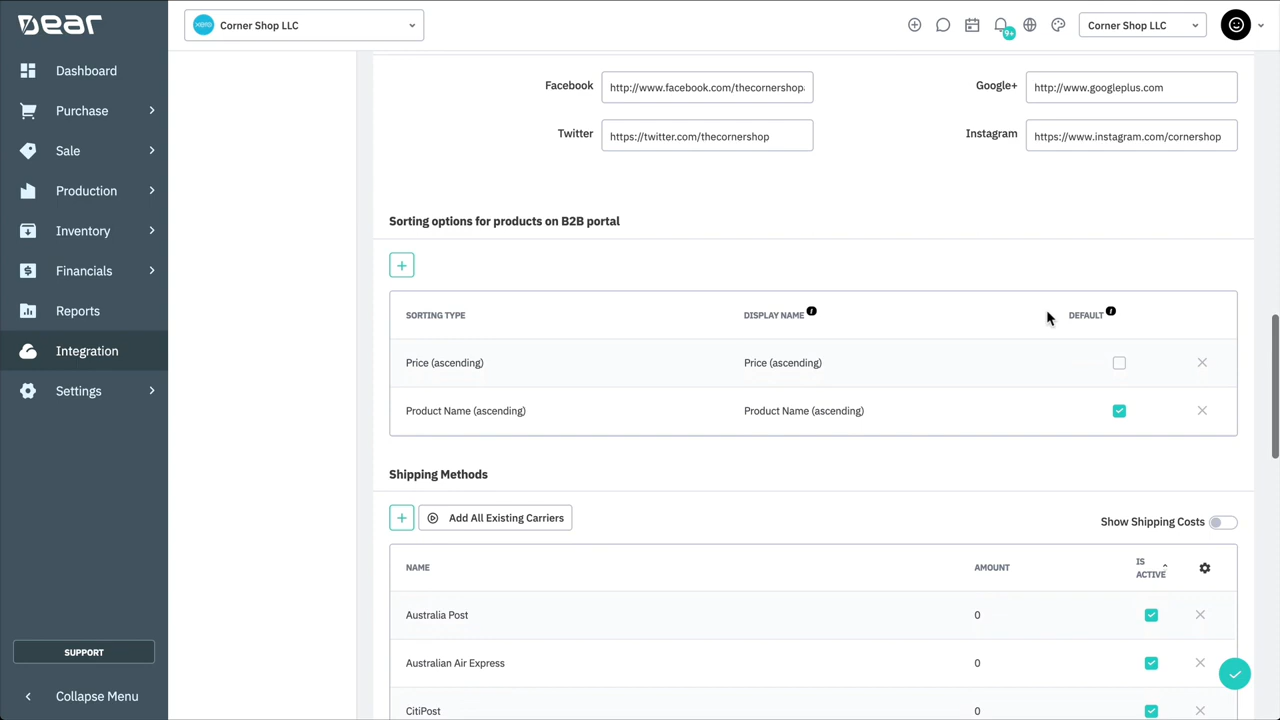 Dear
xero
Corner Shop LLC
9+
Corner Shop LLC
Dashboard
Purchase
Sale
Production
Inventory
Financials
Reports
Integration
Settings
SUPPORT
Collapse Menu
Facebook
http://www.facebook.com/thecornershop.
Google+
http://www.googleplus.com
Twitter
https://twitter.com/thecornershop
Instagram
https://www.instagram.com/cornershop
Sorting options for products on B2B portal
+
SORTING TYPE
DISPLAY NAME
DEFAULT
Price (ascending)
Price (ascending)
Product Name (ascending)
Product Name (ascending)
Shipping Methods
+
Add All Existing Carriers
Show Shipping Costs
NAME
AMOUNT
IS
ACTIVE
Australia Post
0
Australian Air Express
0
CitiPost
0